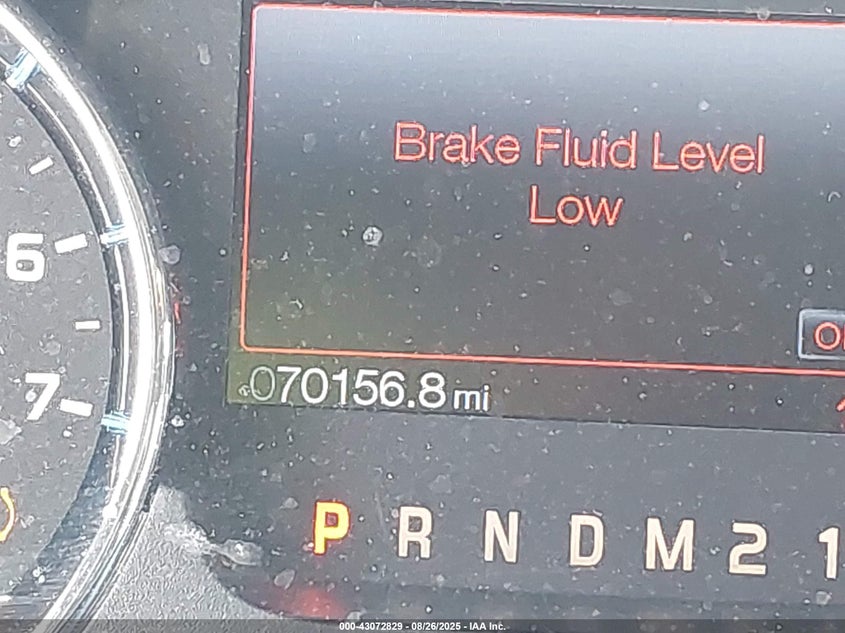 Brake Fluid Level
Low
6
7
070156.8 mi
P R N D M 2 1
000-43072829 - 08/26/2025 - IAA Inc.